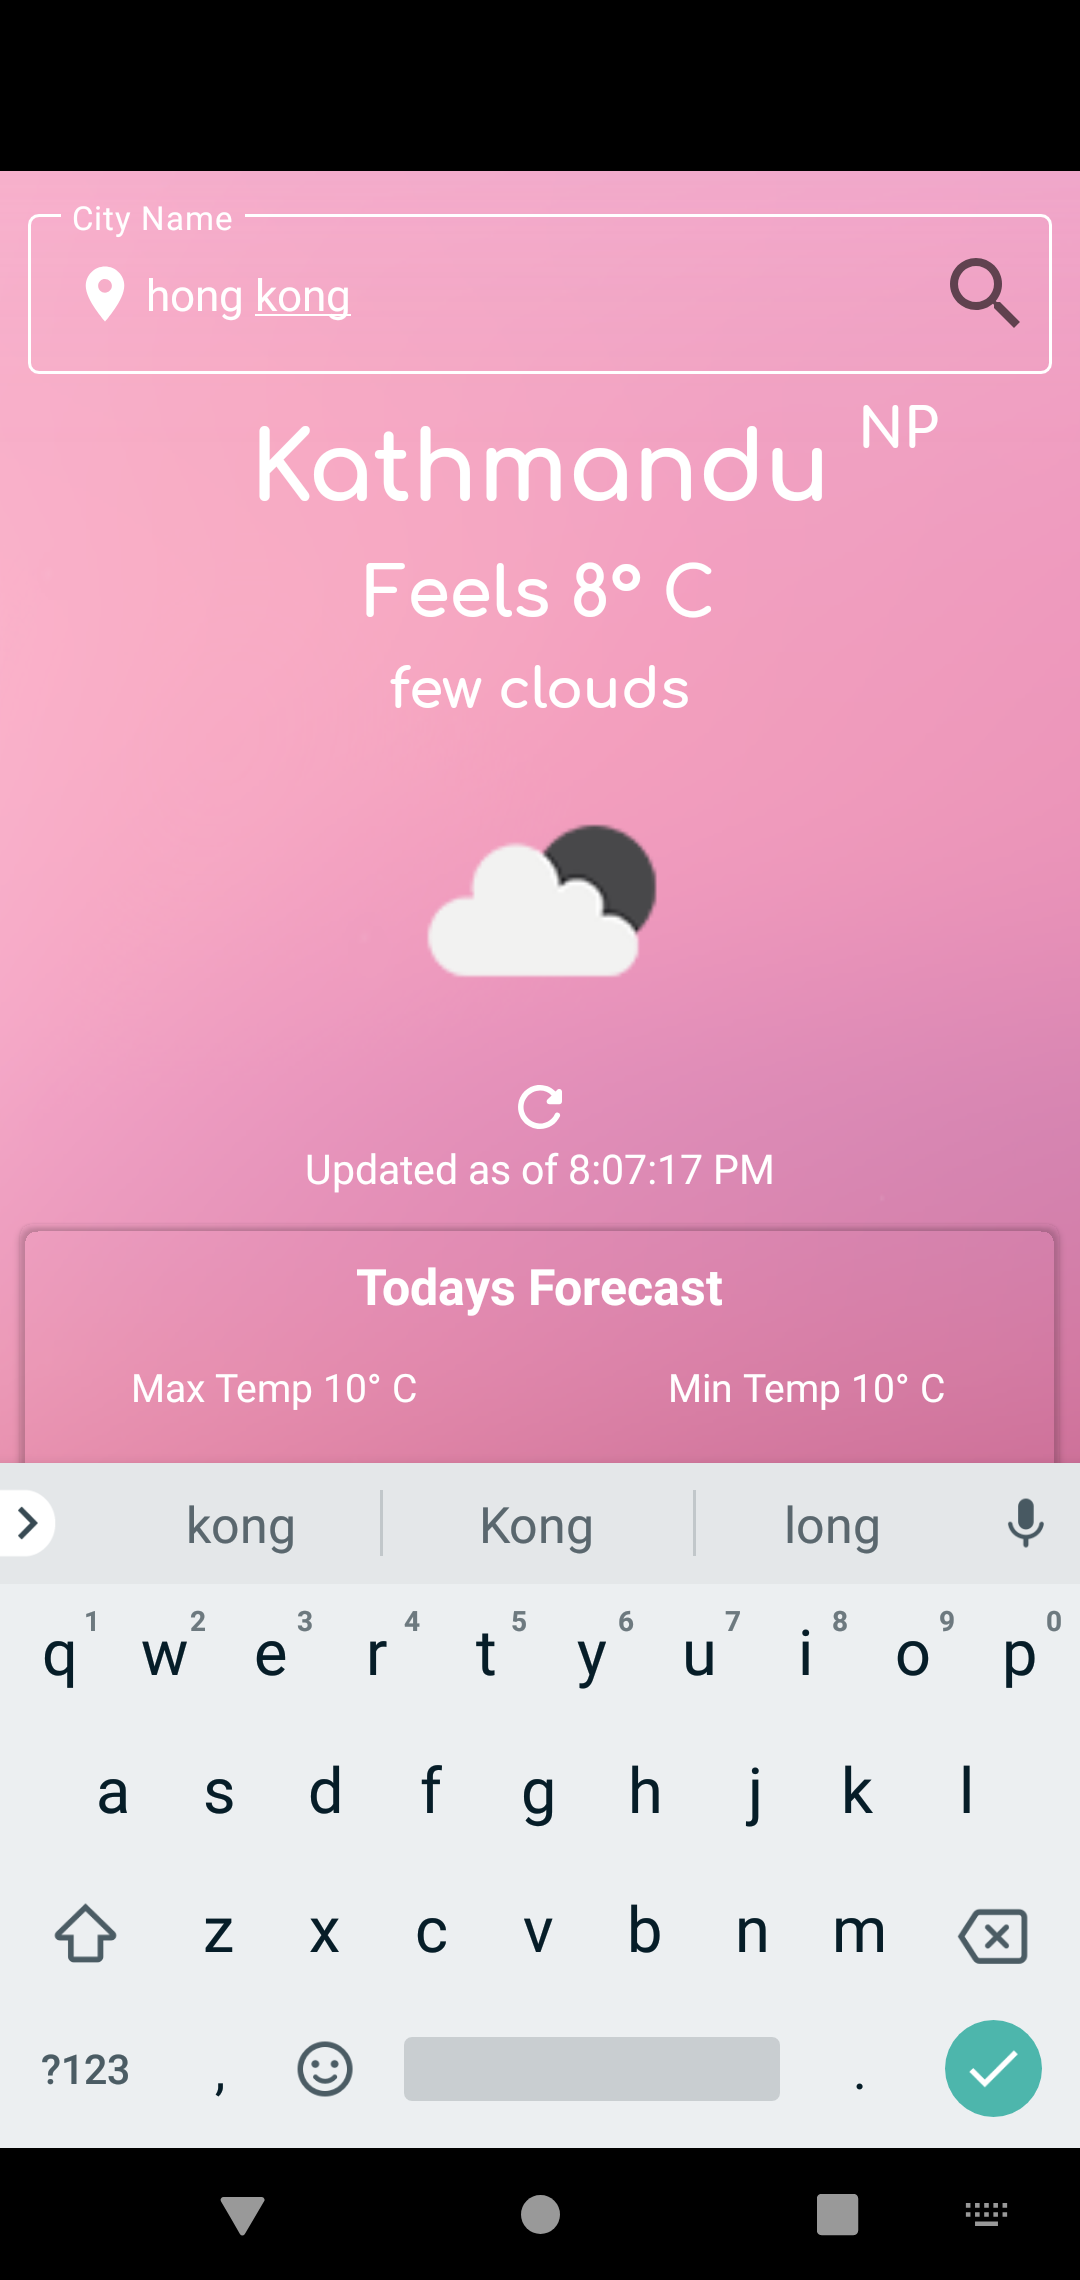 City Name
hong kong
Kathmandu NP
Feels 8° C
few clouds
Updated as of 8:07:17 PM
Todays Forecast
Max Temp 10° C Min Temp 10° C
kong Kong long
1 2 3 4 5 6 7 8 9 0
q w e r t y u i o p
a s d f g h j k l
z x c v b n m
?123 , .